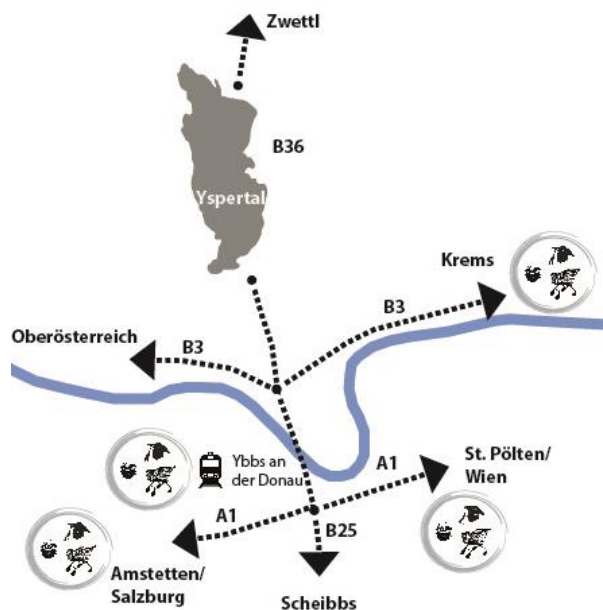 Zwettl
B36
Yspertal
Krems
B3
Oberösterreich
B3
Ybbs an
der Donau
St. Pölten/
Wien
A1
A1
B25
Amstetten/
Salzburg
Scheibbs